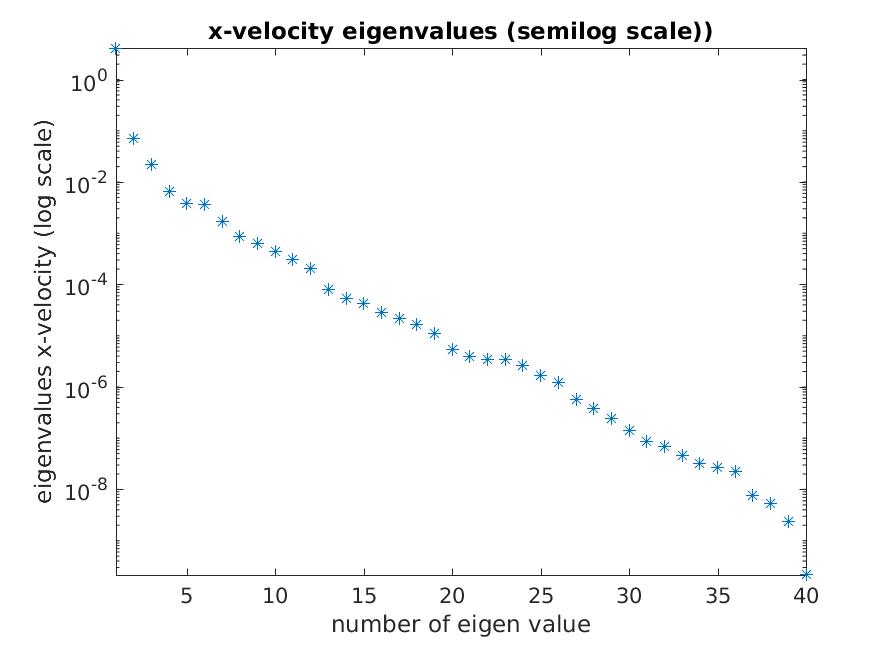 x-velocity eigenvalues (semilog scale))
eigenvalues x-velocity (log scale)
10^0
10^-2
10^-4
10^-6
10^-8
5 10 15 20 25 30 35 40
number of eigen value